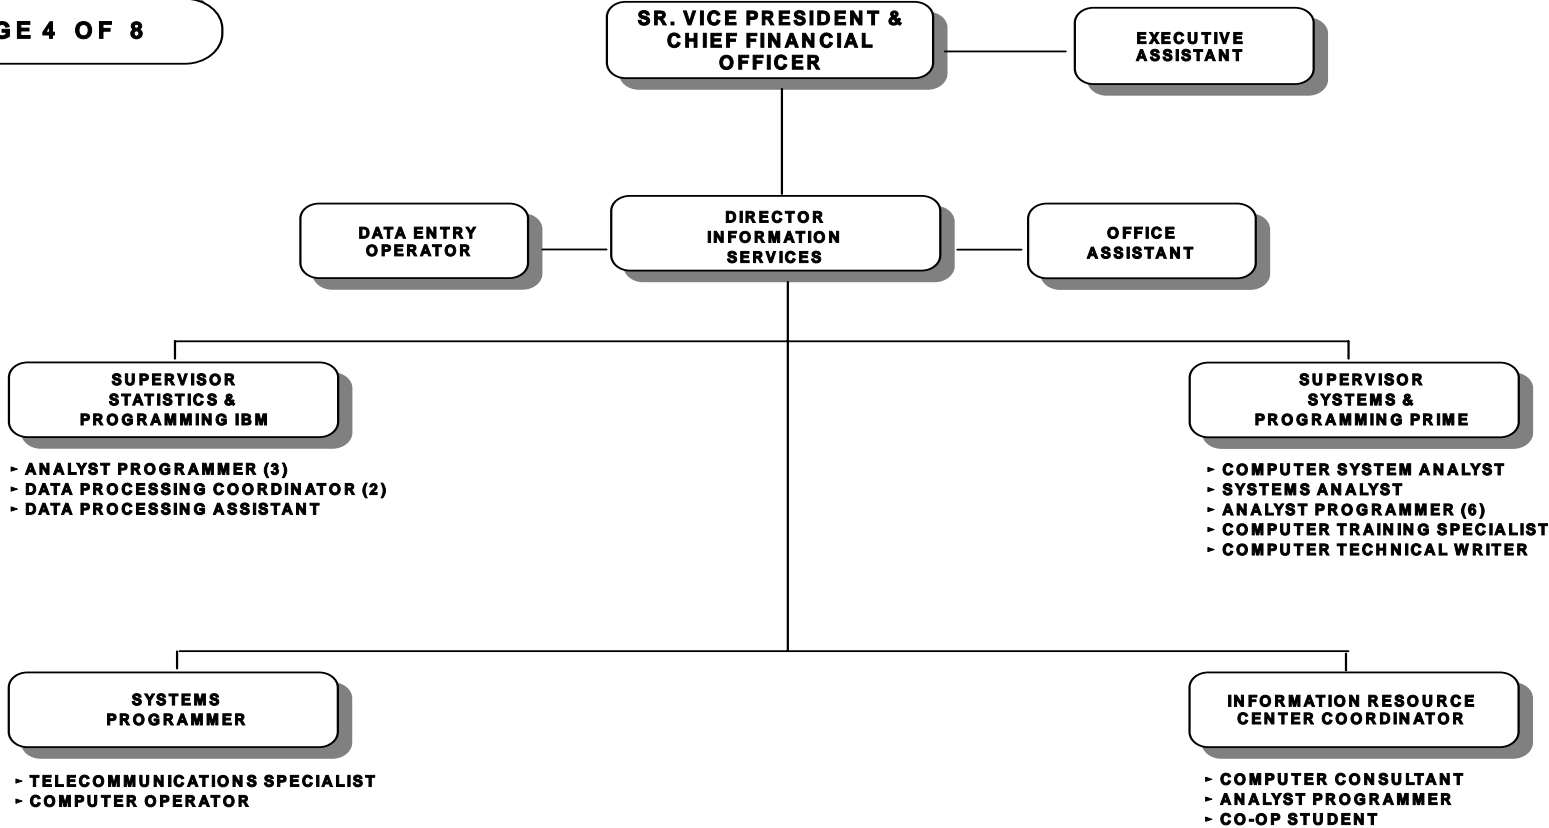 GE 4 OF 8
SR. VICE PRESIDENT &
CHIEF FINANCIAL
OFFICER
EXECUTIVE
ASSISTANT
DATA ENTRY
OPERATOR
DIRECTOR
INFORMATION
SERVICES
OFFICE
ASSISTANT
SUPERVISOR
STATISTICS &
PROGRAMMING IBM
► ANALYST PROGRAMMER (3)
► DATA PROCESSING COORDINATOR (2)
► DATA PROCESSING ASSISTANT
SUPERVISOR
SYSTEMS &
PROGRAMMING PRIME
► COMPUTER SYSTEM ANALYST
► SYSTEMS ANALYST
► ANALYST PROGRAMMER (6)
► COMPUTER TRAINING SPECIALIST
► COMPUTER TECHNICAL WRITER
SYSTEMS
PROGRAMMER
► TELECOMMUNICATIONS SPECIALIST
► COMPUTER OPERATOR
INFORMATION RESOURCE
CENTER COORDINATOR
► COMPUTER CONSULTANT
► ANALYST PROGRAMMER
► CO-OP STUDENT